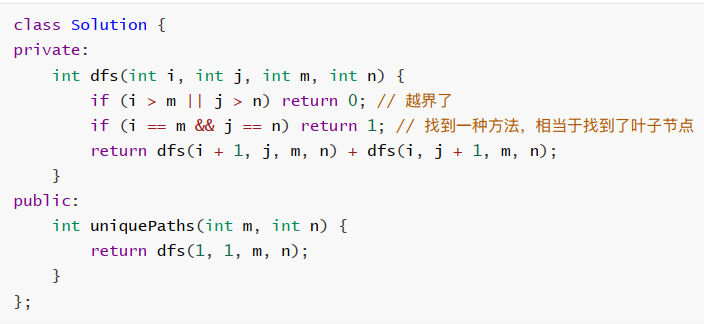 class Solution {
private:
    int dfs(int i, int j, int m, int n) {
        if (i > m || j > n) return 0; // 越界了
        if (i == m && j == n) return 1; // 找到一种方法，相当于找到了叶子节点
        return dfs(i + 1, j, m, n) + dfs(i, j + 1, m, n);
    }
public:
    int uniquePaths(int m, int n) {
        return dfs(1, 1, m, n);
    }
};